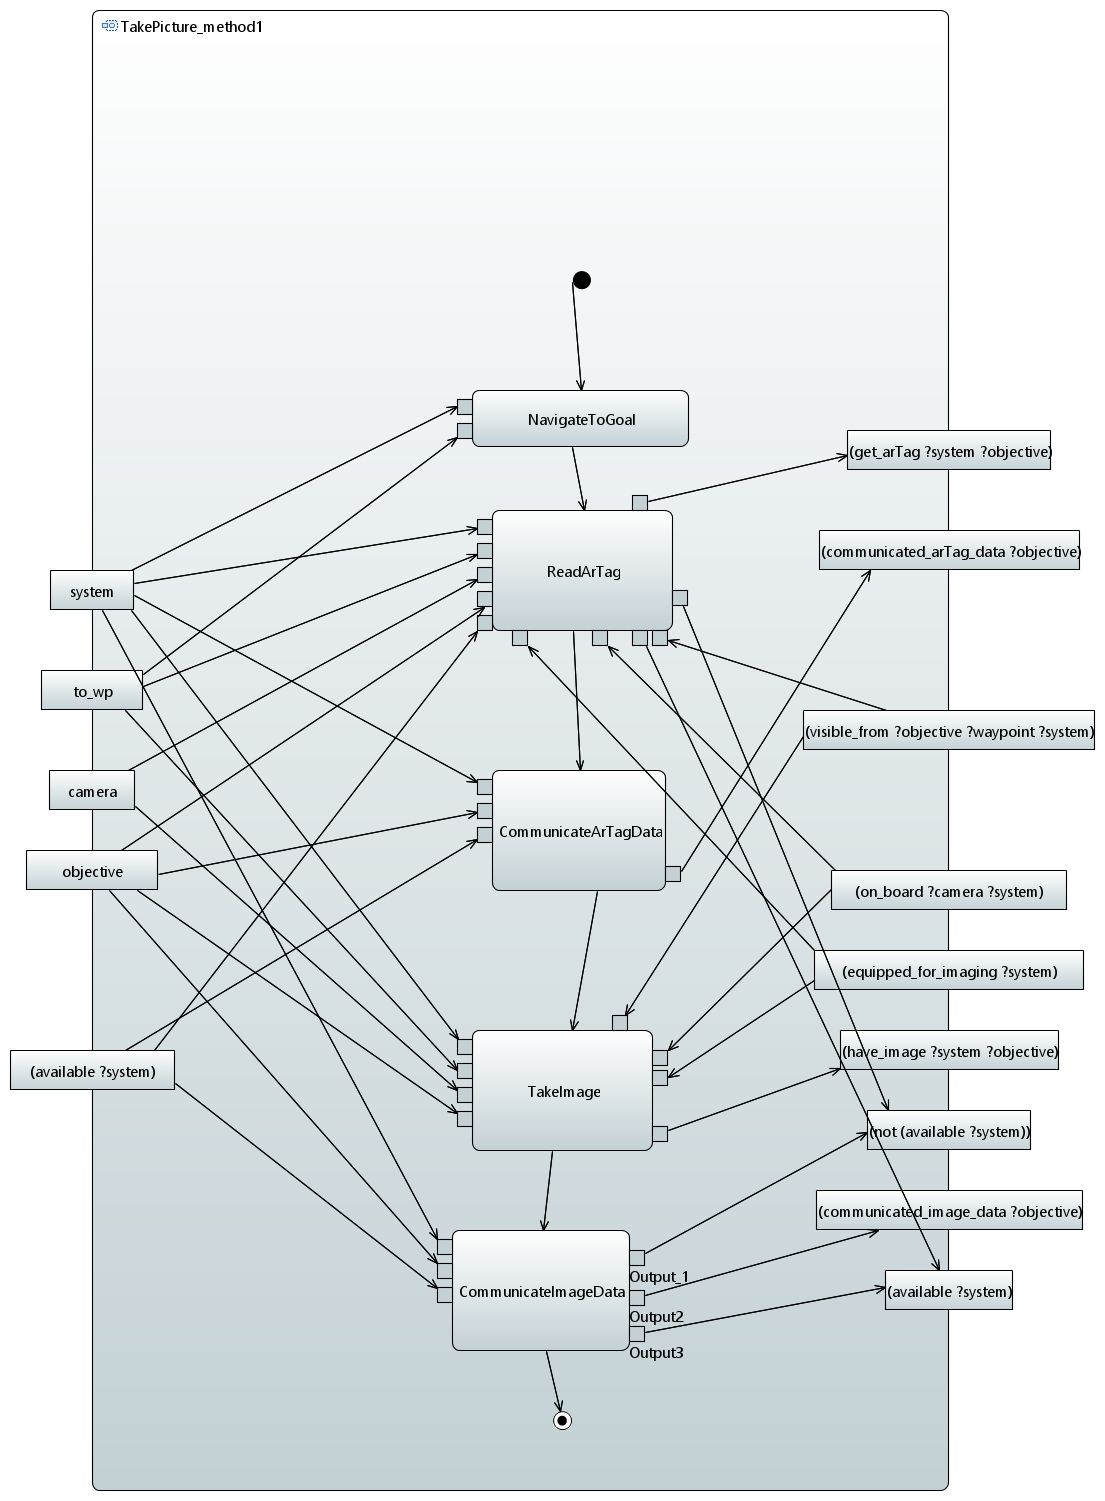 TakePicture_method1
NavigateToGoal
(get_arTag ?system ?objective)
(communicated_arTag_data ?objective)
ReadArTag
system
to_wp
(visible_from ?objective ?waypoint ?system)
camera
CommunicateArTagData
objective
(on_board ?camera ?system)
(equipped_for_imaging ?system)
(have_image ?system ?objective)
(available ?system)
TakeImage
(not (available ?system))
(communicated_image_data ?objective)
Output_1
CommunicateImageData
(available ?system)
Output2
Output3